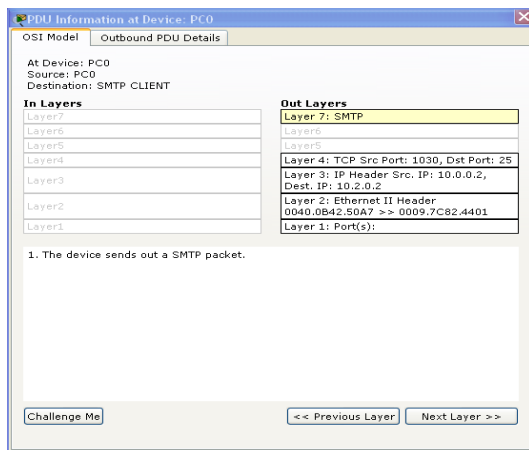 PDU Information at Device: PC0
OSI Model
Outbound PDU Details
At Device: PC0
Source: PC0
Destination: SMTP CLIENT
In Layers
Layer7
Layer6
Layer5
Layer4
Layer3
Layer2
Layer1
Out Layers
Layer 7: SMTP
Layer6
Layer5
Layer 4: TCP Src Port: 1030, Dst Port: 25
Layer 3: IP Header Src. IP: 10.0.0.2,
Dest. IP: 10.2.0.2
Layer 2: Ethernet II Header
0040.0B42.50A7 >> 0009.7C82.4401
Layer 1: Port(s):
1. The device sends out a SMTP packet.
Challenge Me
<< Previous Layer
Next Layer >>